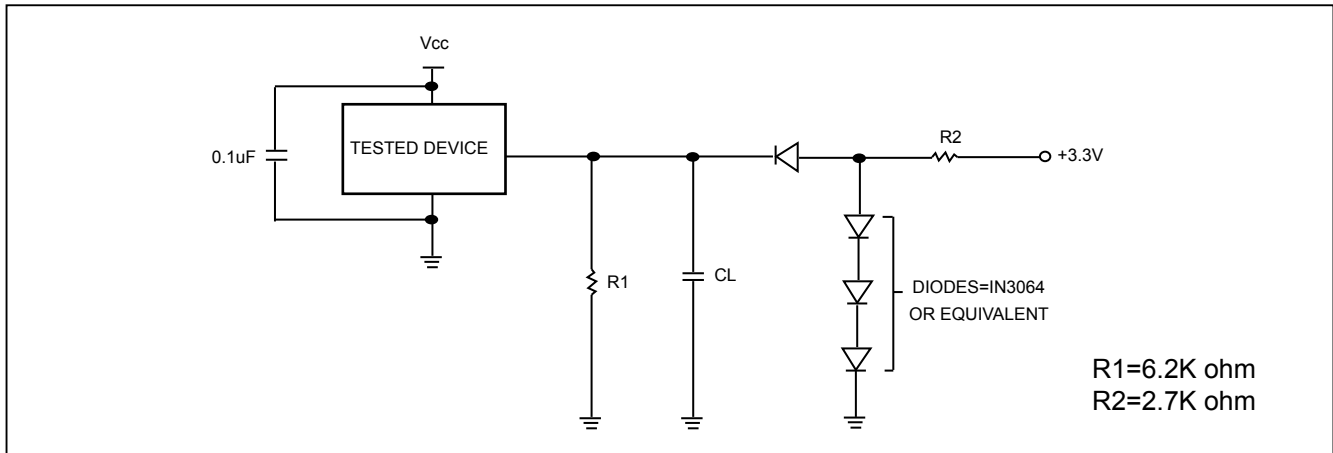 Vcc
TESTED DEVICE
0.1uF
R2
+3.3V
R1
CL
DIODES=IN3064
OR EQUIVALENT
R1=6.2K ohm
R2=2.7K ohm